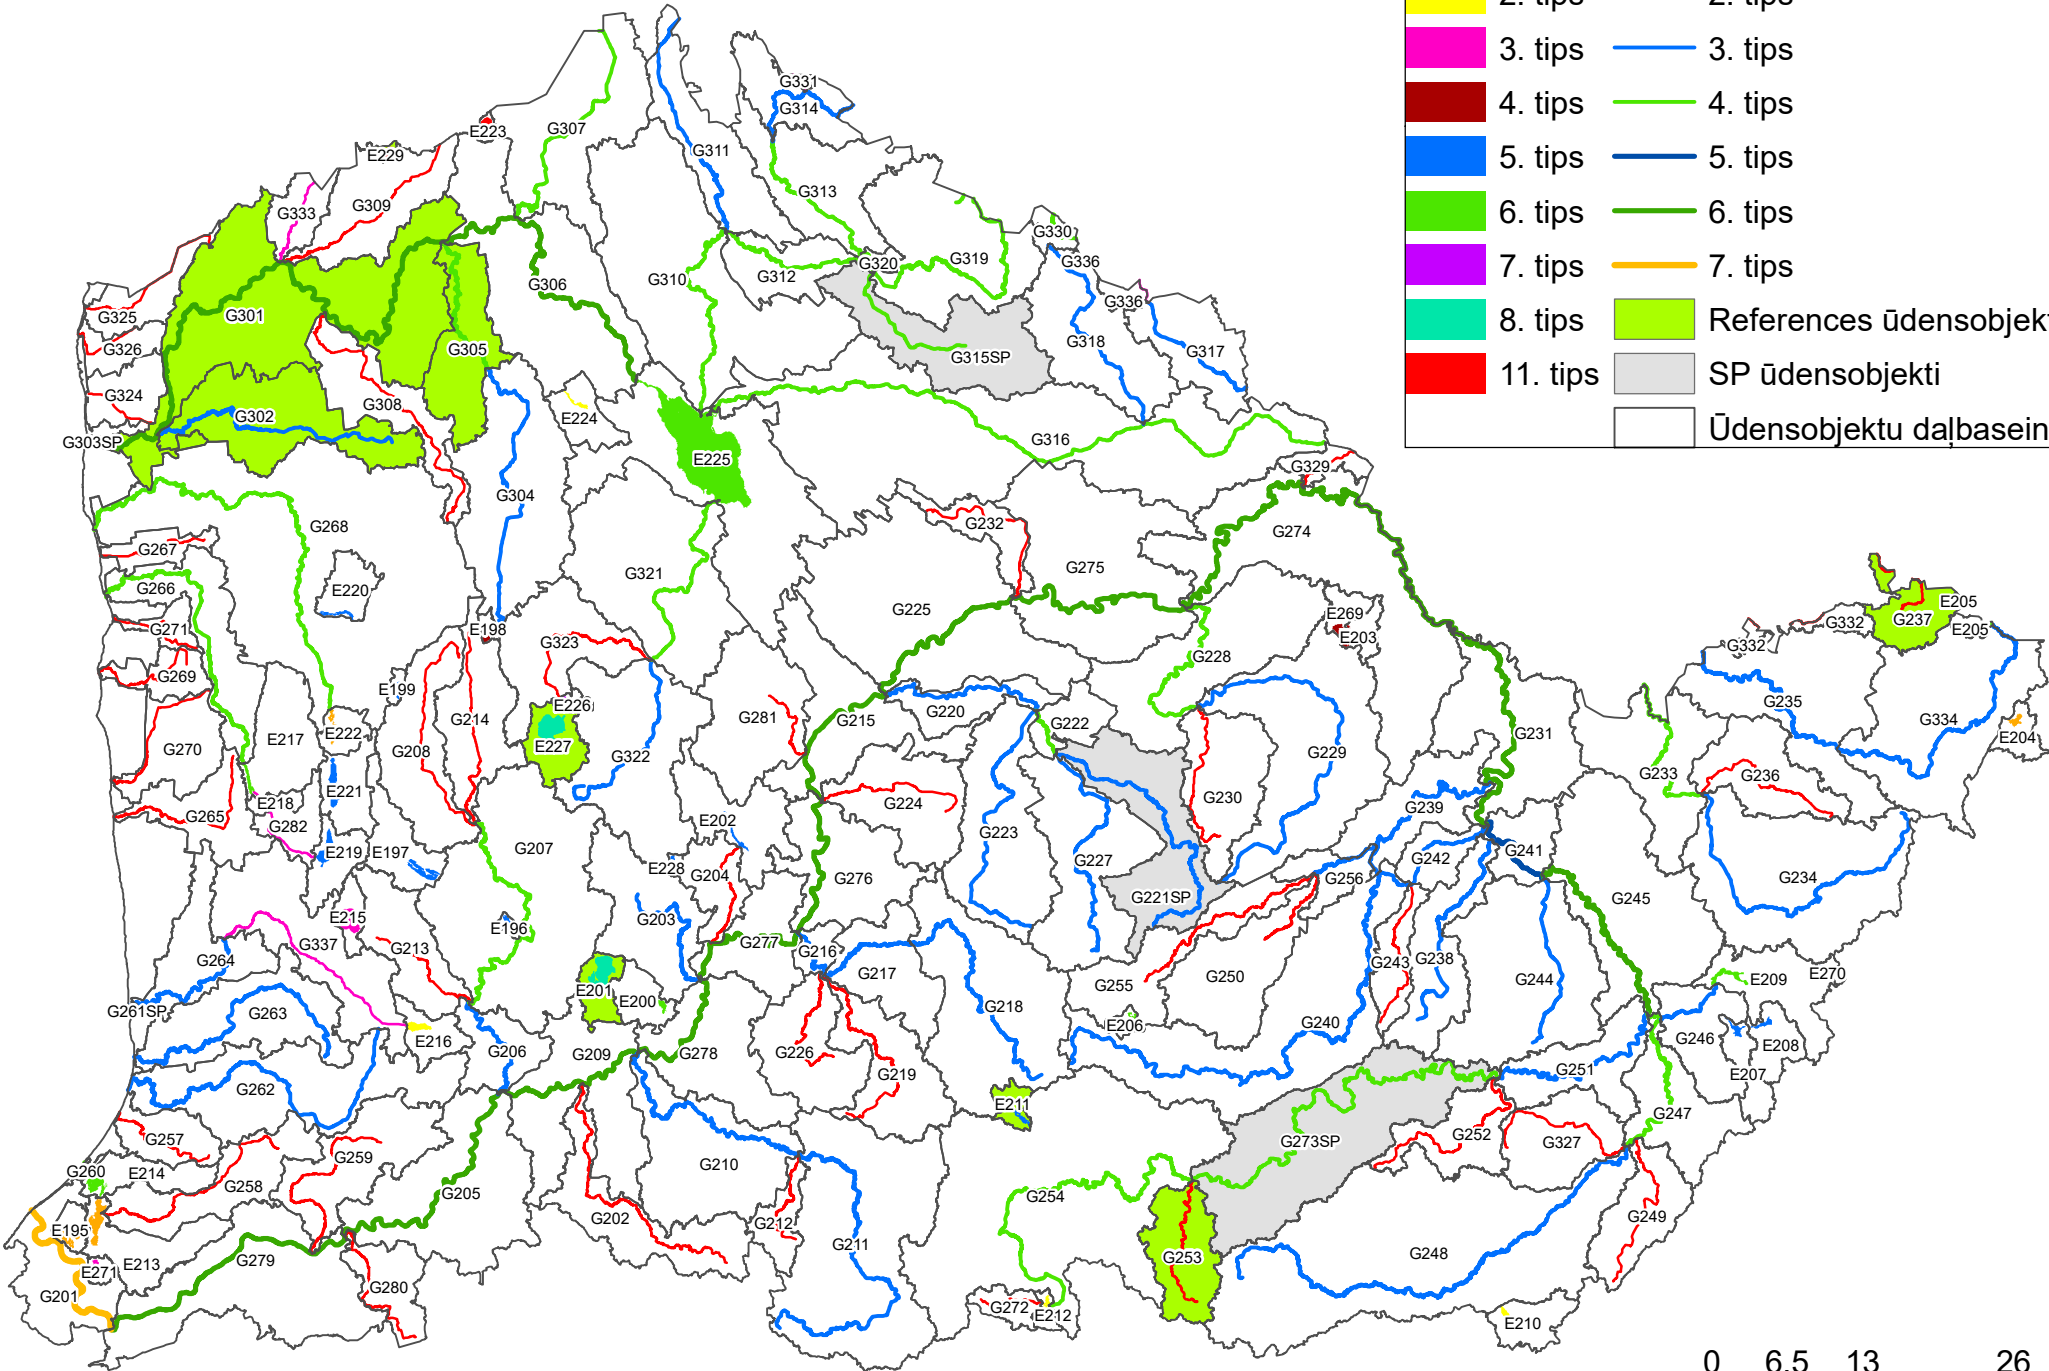 2. tips 2. tips
3. tips 3. tips
4. tips 4. tips
5. tips 5. tips
6. tips 6. tips
7. tips 7. tips
8. tips References ūdensobjekt
11. tips SP ūdensobjekti
Ūdensobjektu daļbasein
G331
G314
E223
G307
E229
G311
G313
G333
G309
G330
G320
G319
G336
G312
G310
G306
G336
G301
G325
G326
G305
G315SP
G318
G317
G324
G308
G302
E224
G303SP
G316
E225
G329
G304
G232
G268
G274
G267
G321
G275
E220
G266
G225
E269
E205
G237
G332
E205
G271
E198
G323
E203
G332
G228
G269
E199
E226
G235
G281
G215
G220
G222
G214
G334
E222
G231
E217
E204
G270
G208
E227
G322
G229
G233
G236
E221
G230
E218
G224
G239
G265
E202
G282
G223
G207
E219
E197
G242
G241
G227
E228
G204
G256
G276
G234
G221SP
G245
E215
G203
E196
G337
G213
G277
G216
G264
G243
G238
G217
G250
G244
E270
E209
G255
E201
E200
G218
G261SP
G263
E206
G240
G246
E216
E208
G206
G209
G278
G226
G251
E207
G219
G262
E211
G247
G257
G273SP
G252
G327
G259
G260
E214
G210
G258
G205
G254
G202
G212
G249
E195
G211
G279
G253
G248
E271
E213
G280
G201
G272
E212
E210
0 6.5 13 26